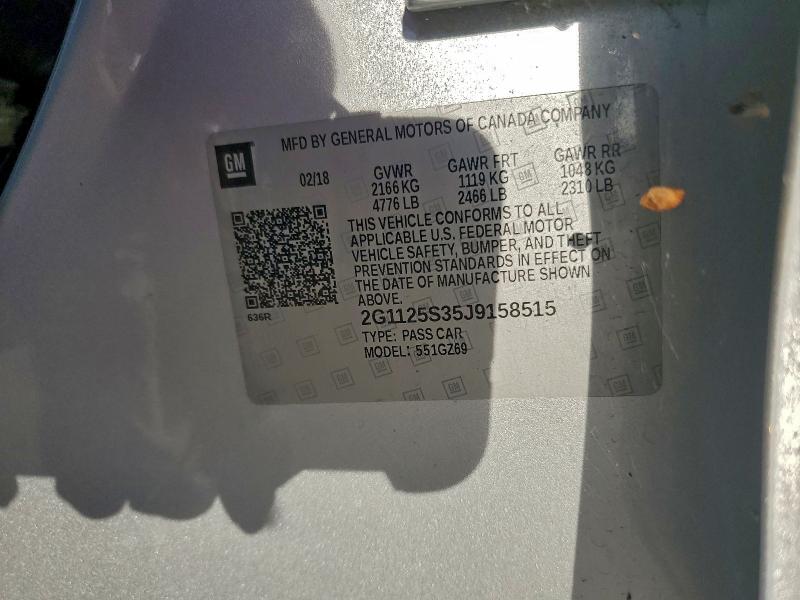 MFD BY GENERAL MOTORS OF CANADA COMPANY
GM
02/18 GVWR GAWR FRT GAWR RR
2166 KG 1119 KG 1048 KG
4776 LB 2466 LB 2310 LB
THIS VEHICLE CONFORMS TO ALL
APPLICABLE U.S. FEDERAL MOTOR
VEHICLE SAFETY, BUMPER, AND THEFT
PREVENTION STANDARDS IN EFFECT ON
THE DATE OF MANUFACTURE SHOWN
ABOVE.
636R
2G1125S35J9158515
TYPE: PASS CAR
MODEL: 551GZ69